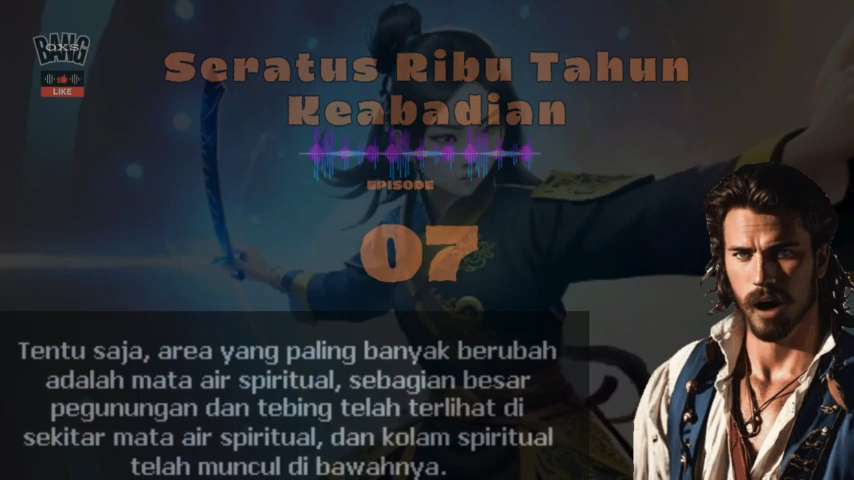 BANG
OXS
LIKE
Seratus Ribu Tahun
Keabadian
EPISODE
07
Tentu saja, area yang paling banyak berubah
adalah mata air spiritual, sebagian besar
pegunungan dan tebing telah terlihat di
sekitar mata air spiritual, dan kolam spiritual
telah muncul di bawahnya.